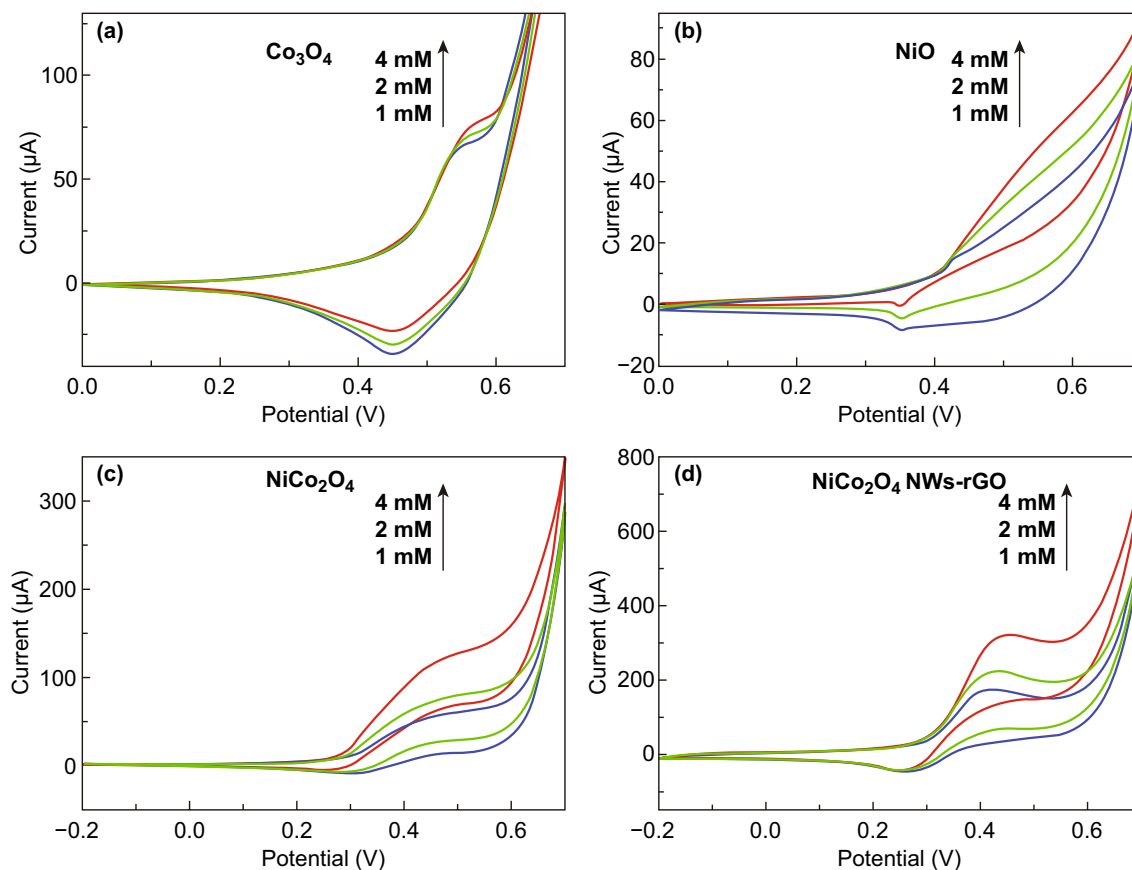 (a)
Co₃O₄
4 mM
2 mM
1 mM
100
50
0
Current (µA)
0.0 0.2 0.4 0.6
Potential (V)
(b)
NiO
4 mM
2 mM
1 mM
80
60
40
20
0
−20
Current (µA)
0.0 0.2 0.4 0.6
Potential (V)
(c)
NiCo₂O₄
4 mM
2 mM
1 mM
300
200
100
0
Current (µA)
−0.2 0.0 0.2 0.4 0.6
Potential (V)
(d)
NiCo₂O₄ NWs-rGO
4 mM
2 mM
1 mM
800
600
400
200
0
Current (µA)
−0.2 0.0 0.2 0.4 0.6
Potential (V)